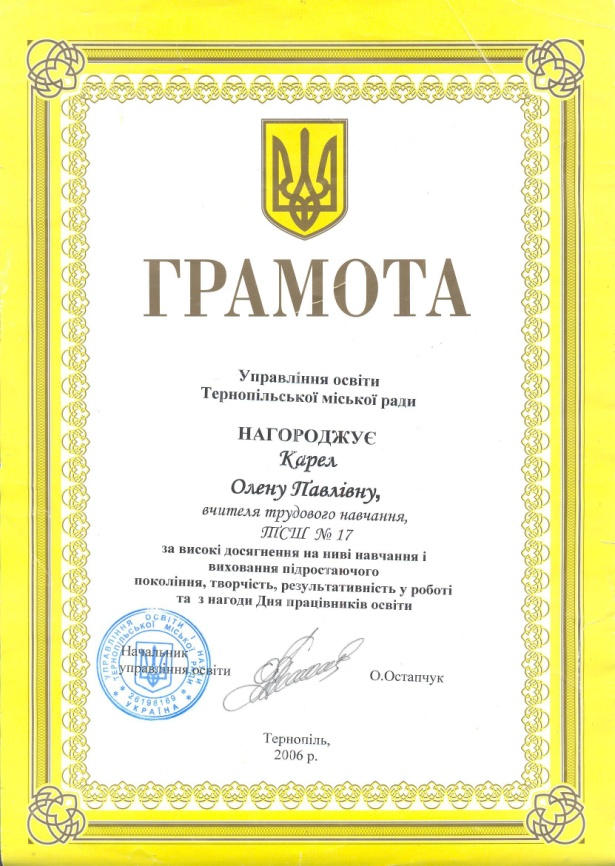 ГРАМОТА
Управління освіти
Тернопільської міської ради
НАГОРОДЖУЄ
Карел
Олену Павлівну,
вчителя трудового навчання,
ТСШ № 17
за високі досягнення на ниві навчання і
виховання підростаючого
покоління, творчість, результативність у роботі
та з нагоди Дня працівників освіти
Начальник
управління освіти
О.Остапчук
УПРАВЛІННЯ ОСВІТИ І НАУКИ
ТЕРНОПІЛЬСЬКОЇ МІСЬКОЇ РАДИ
* 26198169 *
* УКРАЇНА *
Тернопіль,
2006 р.